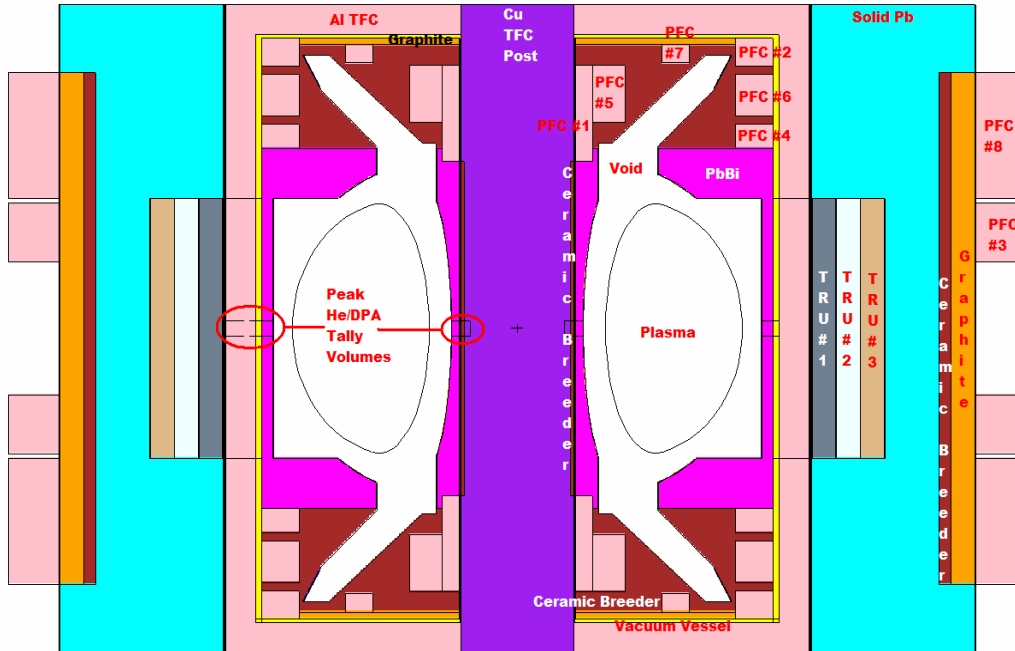 Al TFC
Cu
TFC
Post
Solid Pb
Graphite
PFC
#7
PFC #2
PFC
#5
PFC #6
PFC #1
PFC #4
PFC
#8
Void
PbBi
Ceramic Breeder
PFC
#3
Peak
He/DPA
Tally
Volumes
Plasma
TRU#1
TRU#2
TRU#3
Ceramic Breeder
Graphite
Ceramic Breeder
Vacuum Vessel